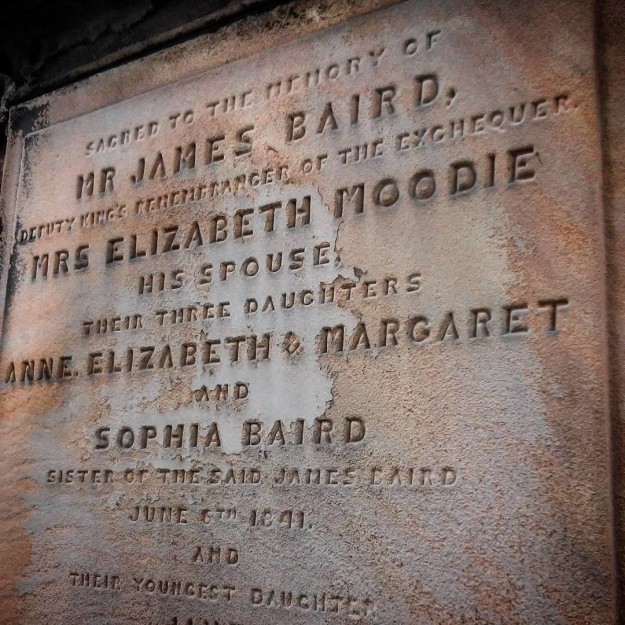 SACRED TO THE MEMORY OF
MR JAMES BAIRD,
DEPUTY KING'S REMEMBRANCER OF THE EXCHEQUER.
MRS ELIZABETH MOODIE
HIS SPOUSE,
THEIR THREE DAUGHTERS
ANNE, ELIZABETH & MARGARET
AND
SOPHIA BAIRD
SISTER OF THE SAID JAMES BAIRD
JUNE 6TH 1841.
AND
THEIR YOUNGEST DAUGHTER